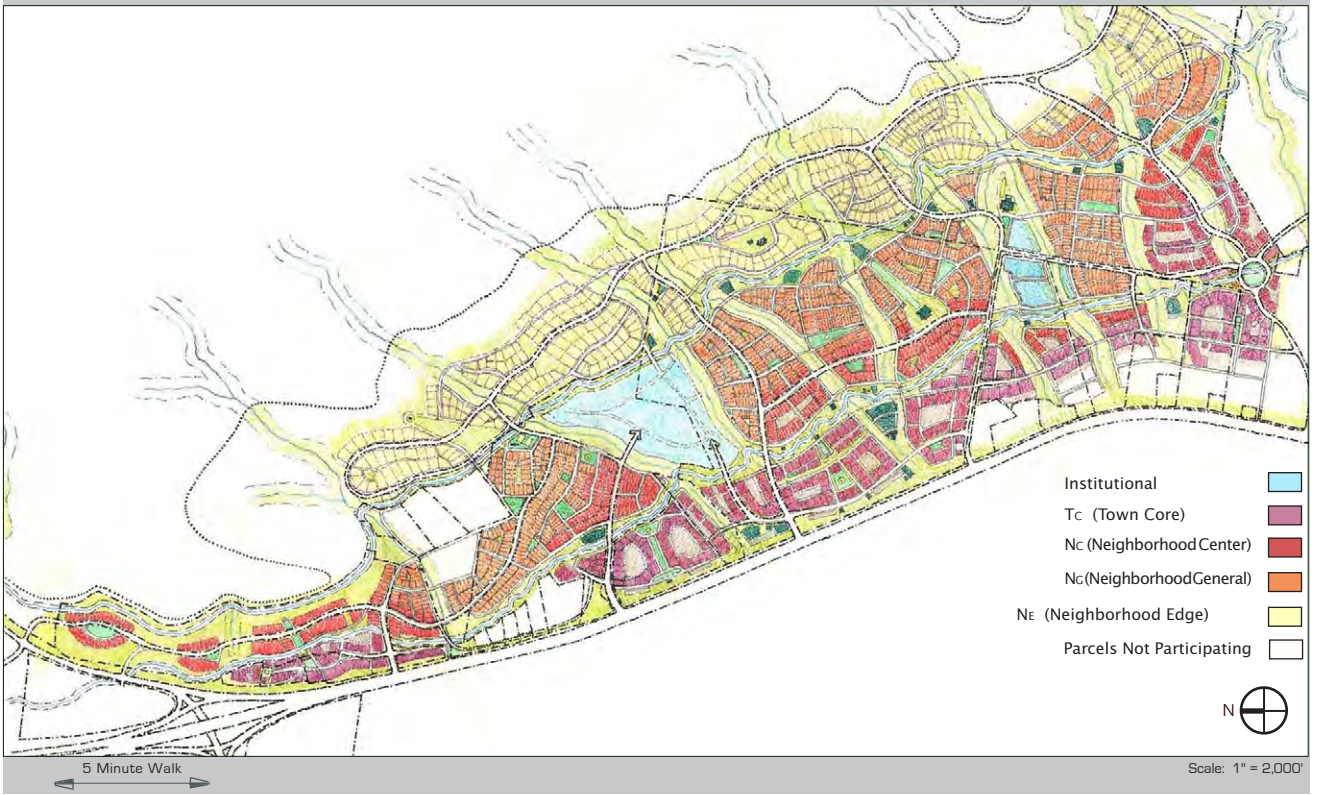 Institutional
Tc (Town Core)
Nc (Neighborhood Center)
NG (Neighborhood General)
NE (Neighborhood Edge)
Parcels Not Participating
N
5 Minute Walk
Scale: 1" = 2,000'